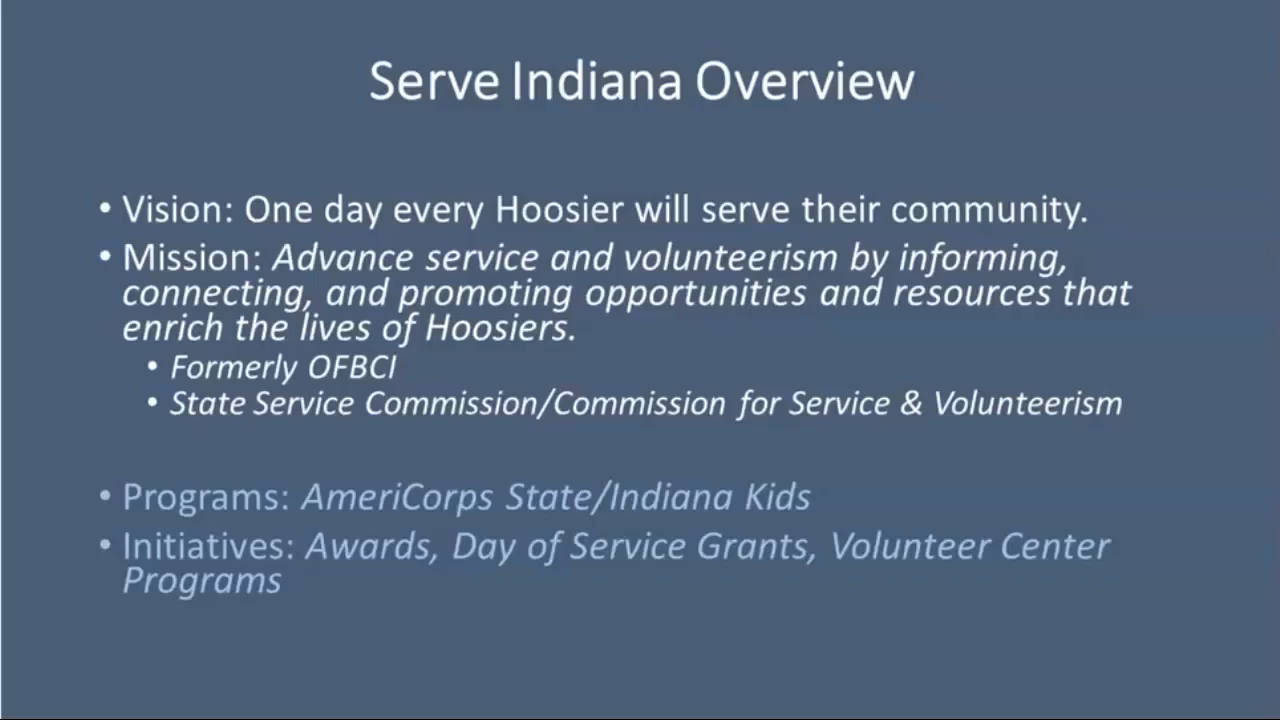 Serve Indiana Overview
• Vision: One day every Hoosier will serve their community.
• Mission: Advance service and volunteerism by informing,
connecting, and promoting opportunities and resources that
enrich the lives of Hoosiers.
• Formerly OFBCI
• State Service Commission/Commission for Service & Volunteerism
• Programs: AmeriCorps State/Indiana Kids
• Initiatives: Awards, Day of Service Grants, Volunteer Center
Programs